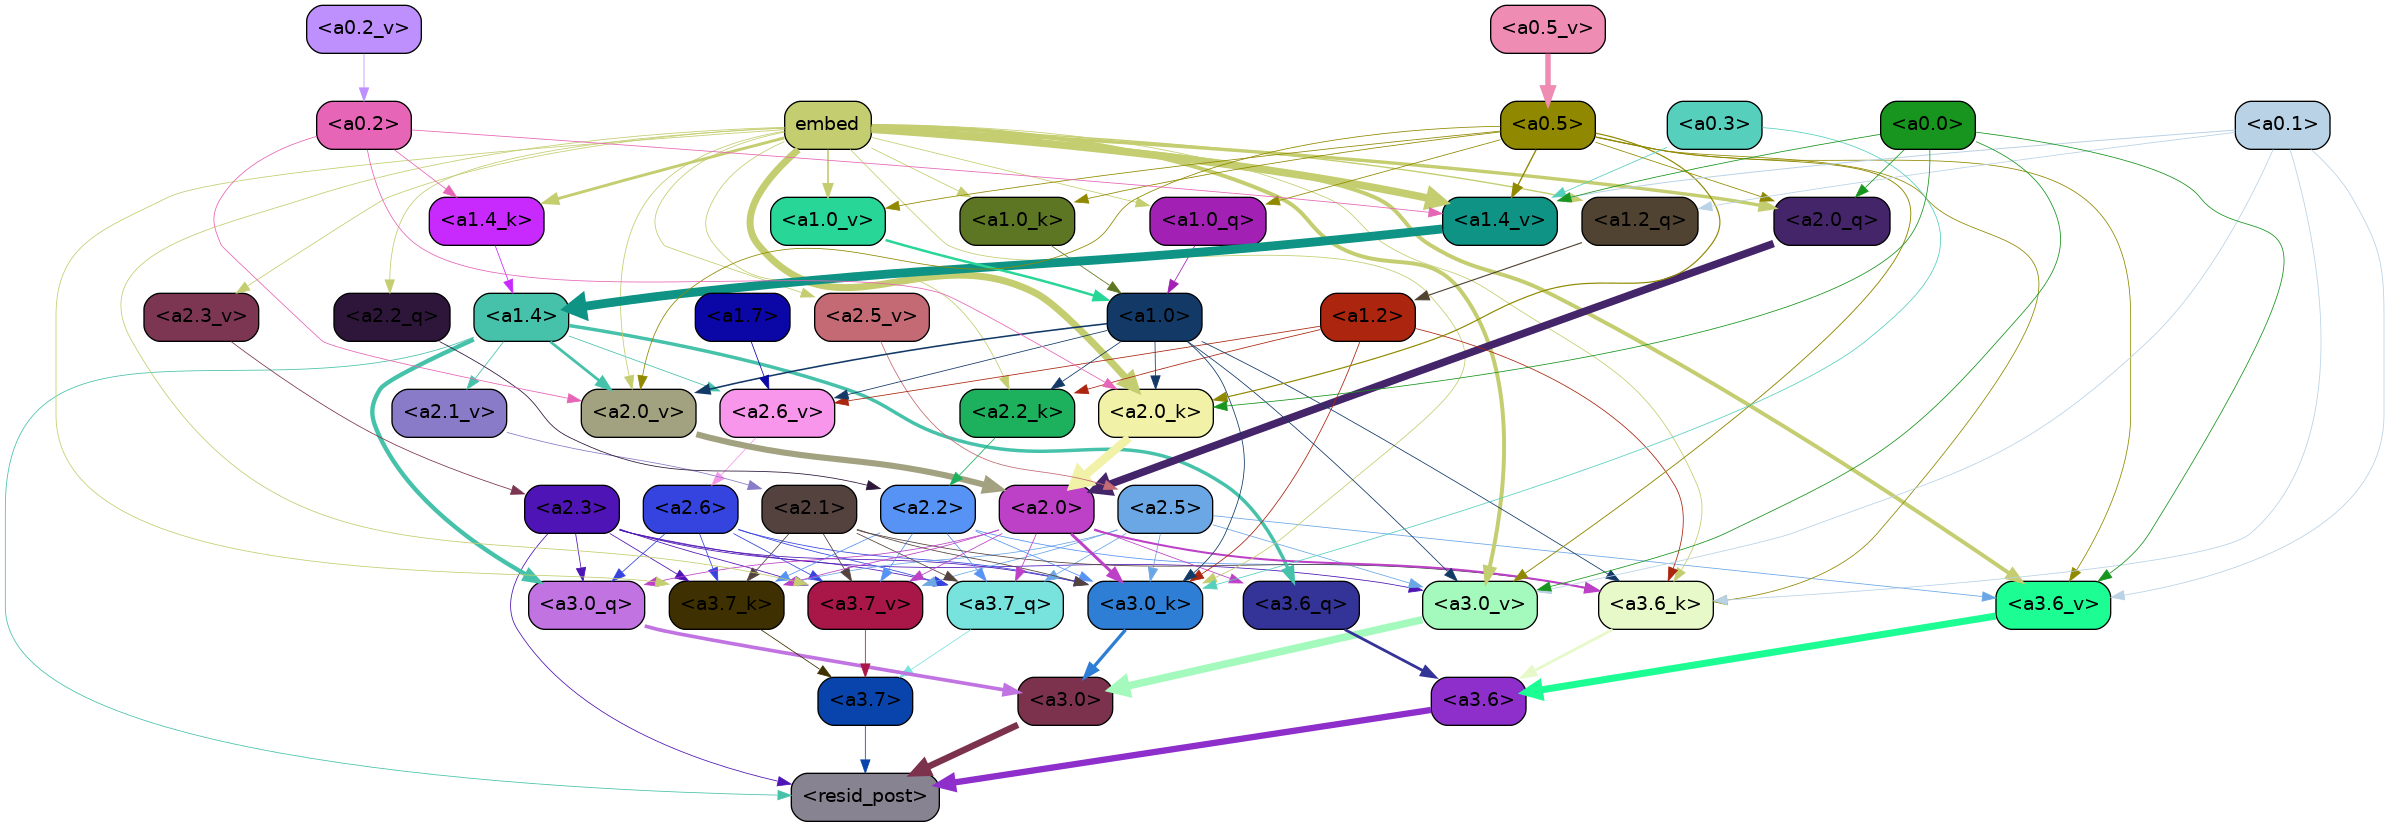 <a0.2_v>
<a0.5_v>
<a0.2>
embed
<a0.5>
<a0.3>
<a0.0>
<a0.1>
<a1.4_k>
<a1.0_v>
<a1.0_k>
<a1.0_q>
<a1.4_v>
<a1.2_q>
<a2.0_q>
<a2.3_v>
<a2.2_q>
<a1.4>
<a1.7>
<a2.5_v>
<a1.0>
<a1.2>
<a2.1_v>
<a2.0_v>
<a2.6_v>
<a2.2_k>
<a2.0_k>
<a2.3>
<a2.6>
<a2.1>
<a2.2>
<a2.0>
<a2.5>
<a3.0_q>
<a3.7_k>
<a3.7_v>
<a3.7_q>
<a3.0_k>
<a3.6_q>
<a3.0_v>
<a3.6_k>
<a3.6_v>
<a3.7>
<a3.0>
<a3.6>
<resid_post>